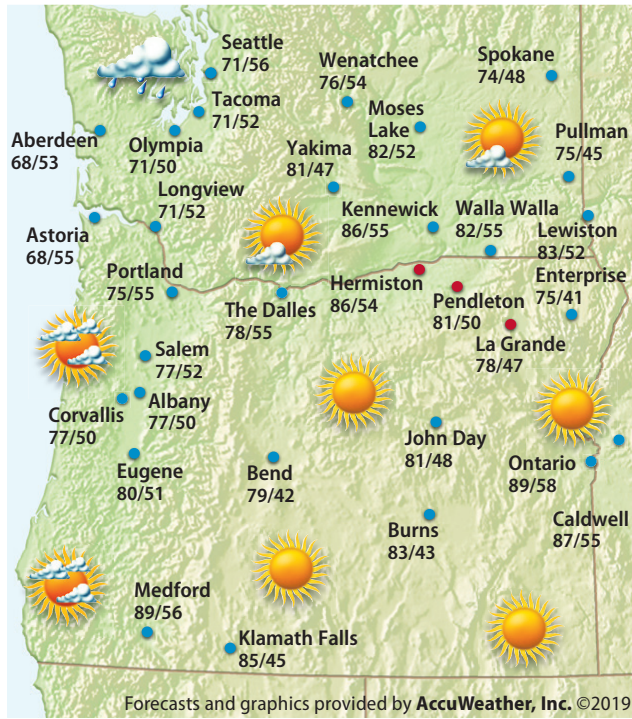 Seattle
71/56
Wenatchee
76/54
Spokane
74/48
Tacoma
71/52
Moses
Lake
82/52
Aberdeen
68/53
Olympia
71/50
Yakima
81/47
Pullman
75/45
Longview
71/52
Kennewick
86/55
Walla Walla
82/55
Lewiston
83/52
Astoria
68/55
Portland
75/55
The Dalles
78/55
Hermiston
86/54
Pendleton
81/50
Enterprise
75/41
La Grande
78/47
Salem
77/52
Corvallis
77/50
Albany
77/50
John Day
81/48
Ontario
89/58
Eugene
80/51
Bend
79/42
Burns
83/43
Caldwell
87/55
Medford
89/56
Klamath Falls
85/45
Forecasts and graphics provided by AccuWeather, Inc. ©2019